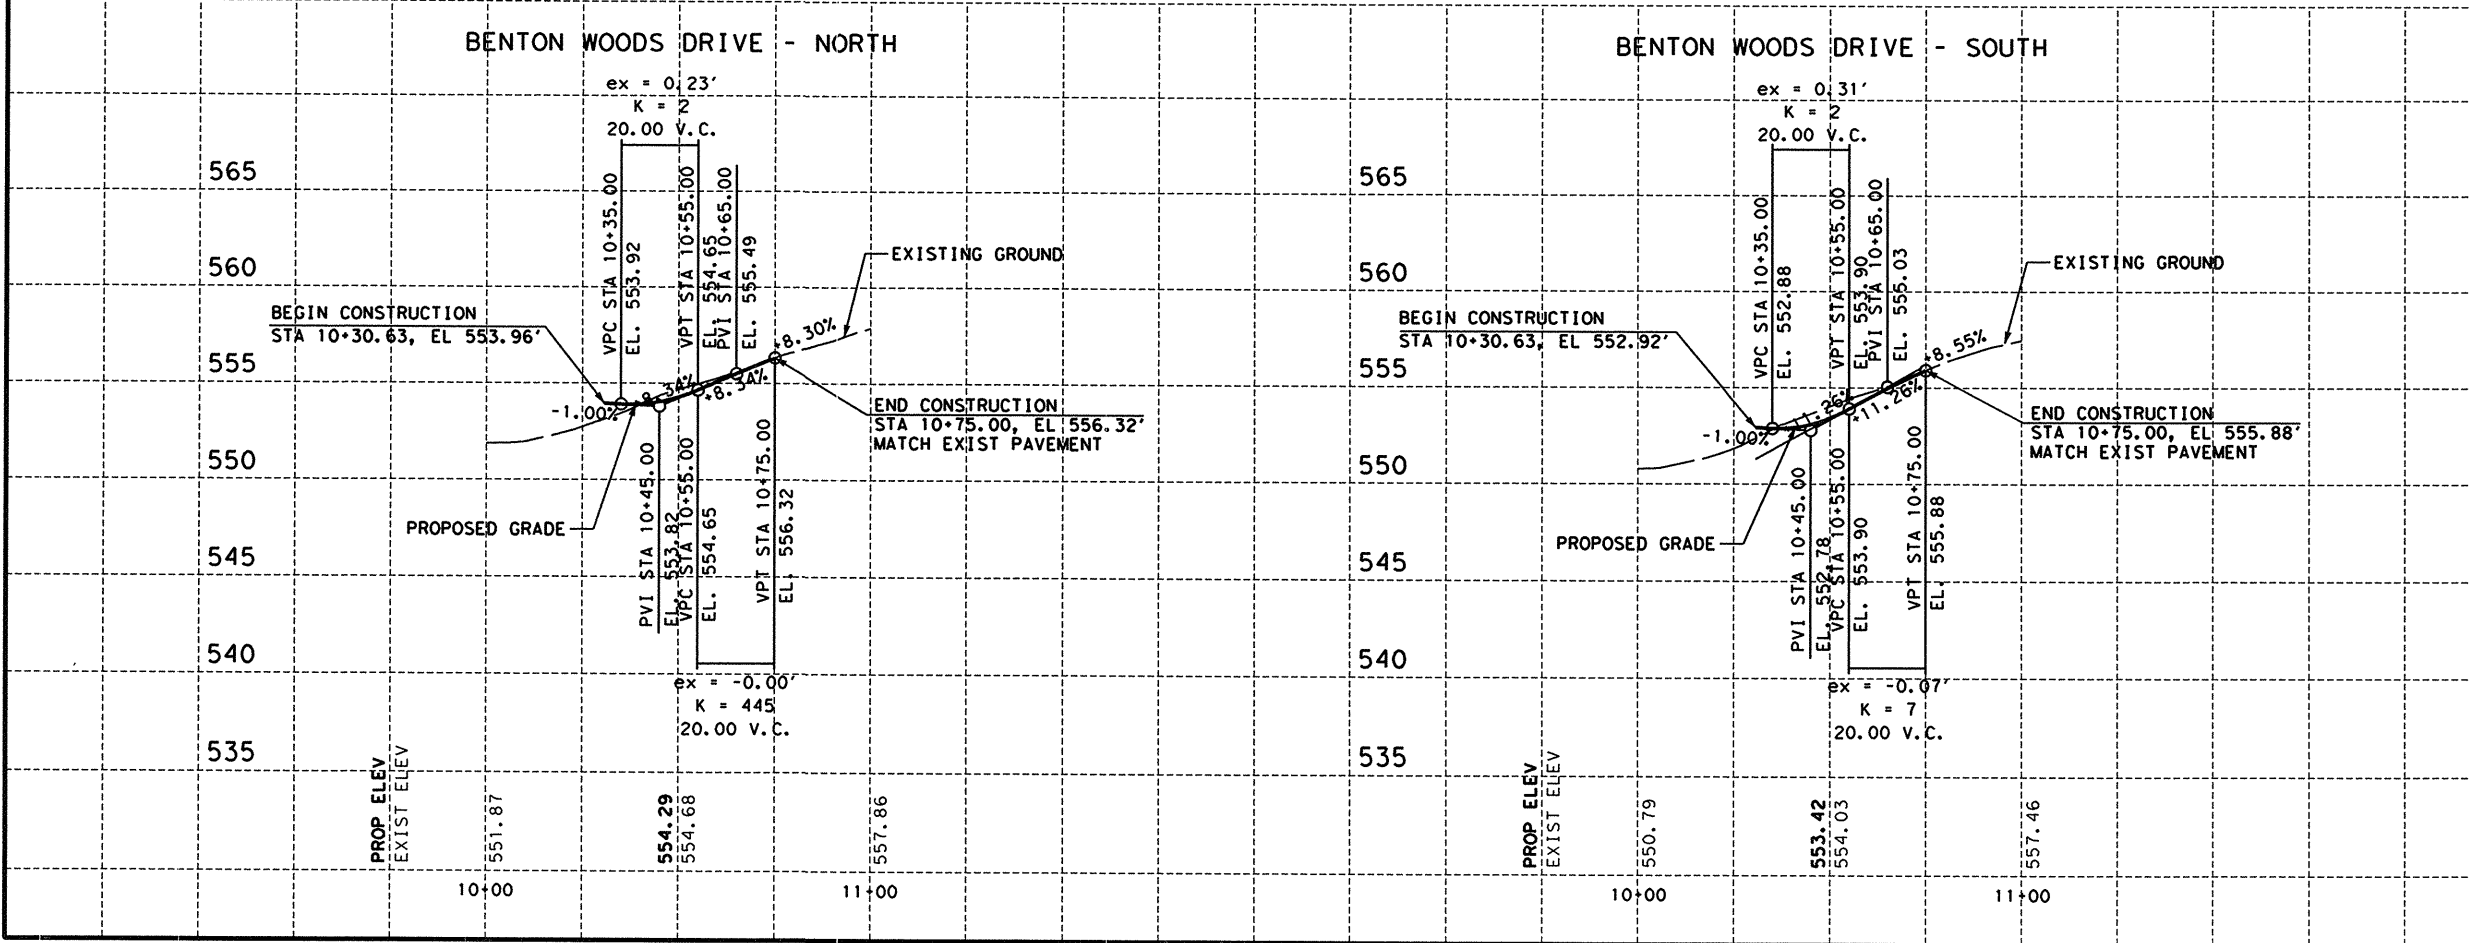 BENTON WOODS DRIVE - NORTH
ex = 0.23'
K = 2
20.00 V.C.
565
560
555
550
545
540
535
VPC STA 10+35.00
EL. 553.92
VPT STA 10+55.00
EL. 554.65
PVI STA 10+65.00
EL. 555.49
EXISTING GROUND
BEGIN CONSTRUCTION
STA 10+30.63, EL 553.96'
-1.00%
8.34%
+8.34%
+8.30%
END CONSTRUCTION
STA 10+75.00, EL 556.32'
MATCH EXIST PAVEMENT
PROPOSED GRADE
PVI STA 10+45.00
EL. 553.82
VPC STA 10+55.00
EL. 554.65
VPT STA 10+75.00
EL. 556.32
ex = -0.00'
K = 445
20.00 V.C.
PROP ELEV
EXIST ELEV
551.87
554.29
554.68
557.86
10+00
11+00
BENTON WOODS DRIVE - SOUTH
ex = 0.31'
K = 2
20.00 V.C.
565
560
555
550
545
540
535
VPC STA 10+35.00
EL. 552.88
VPT STA 10+55.00
EL. 553.90
PVI STA 10+65.00
EL. 555.03
EXISTING GROUND
BEGIN CONSTRUCTION
STA 10+30.63, EL 552.92'
-1.00%
+11.26%
+8.55%
END CONSTRUCTION
STA 10+75.00, EL 555.88'
MATCH EXIST PAVEMENT
PROPOSED GRADE
PVI STA 10+45.00
EL. 552.78
VPC STA 10+55.00
EL. 553.90
VPT STA 10+75.00
EL. 555.88
ex = -0.07'
K = 7
20.00 V.C.
PROP ELEV
EXIST ELEV
550.79
553.42
554.03
557.46
10+00
11+00